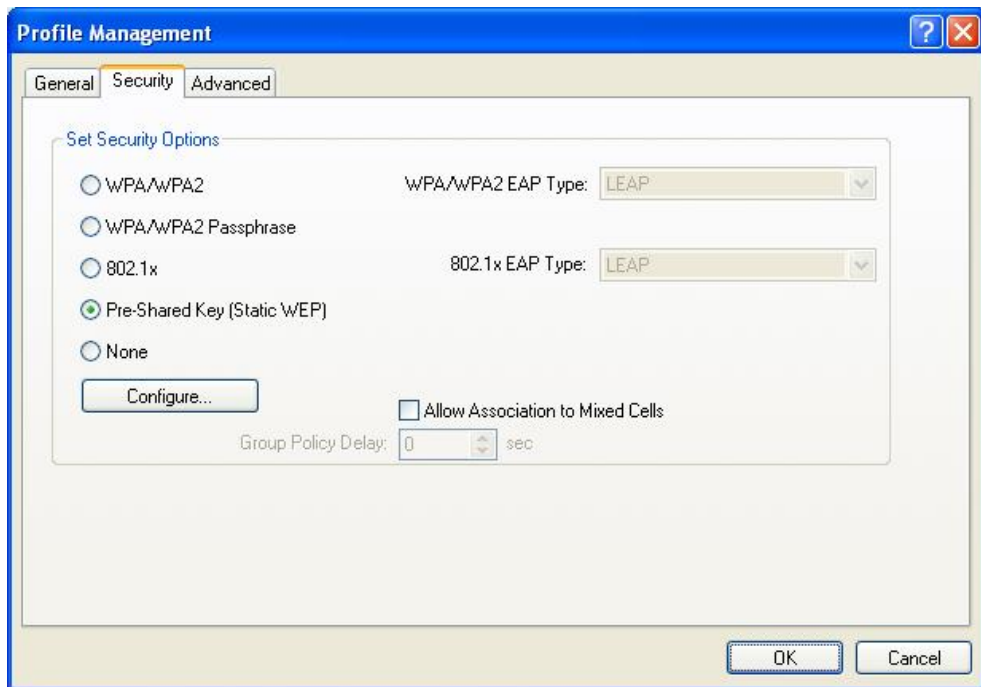 Profile Management
General Security Advanced
Set Security Options
WPA/WPA2 WPA/WPA2 EAP Type: LEAP
WPA/WPA2 Passphrase
802.1x 802.1x EAP Type: LEAP
Pre-Shared Key (Static WEP)
None
Configure...
Allow Association to Mixed Cells
Group Policy Delay: 0 sec
OK Cancel